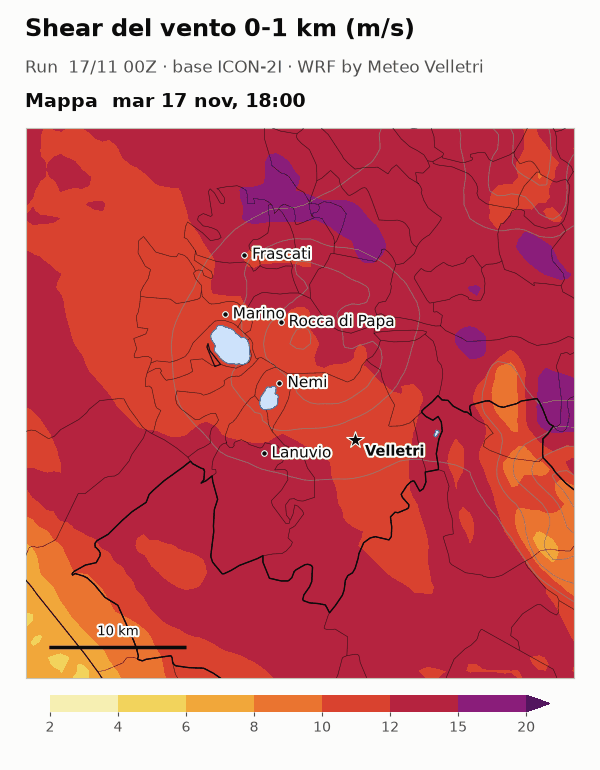 Shear del vento 0-1 km (m/s)
Run  17/11 00Z · base ICON-2I · WRF by Meteo Velletri
Mappa  mar 17 nov, 18:00
Frascati
Marino
Rocca di Papa
Nemi
Velletri
Lanuvio
10 km
2 4 6 8 10 12 15 20